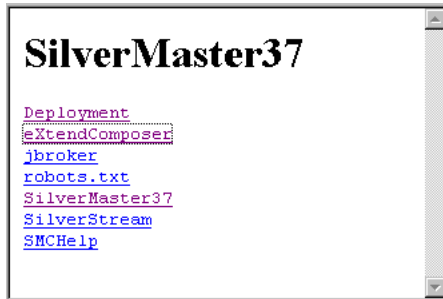 SilverMaster37
Deployment
eXtendComposer
jbroker
robots.txt
SilverMaster37
SilverStream
SMCHelp